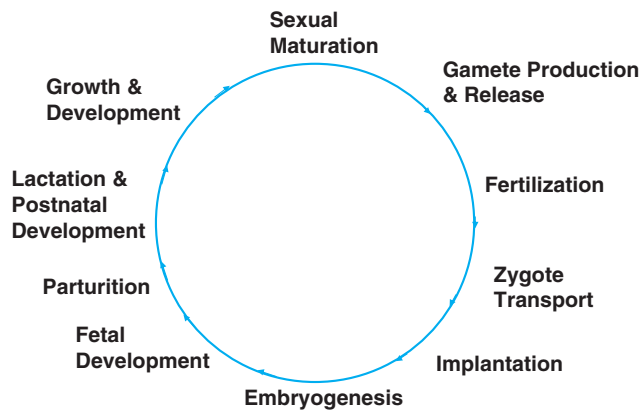 Sexual
Maturation
Gamete Production
& Release
Fertilization
Zygote
Transport
Implantation
Embryogenesis
Fetal
Development
Parturition
Lactation &
Postnatal
Development
Growth &
Development